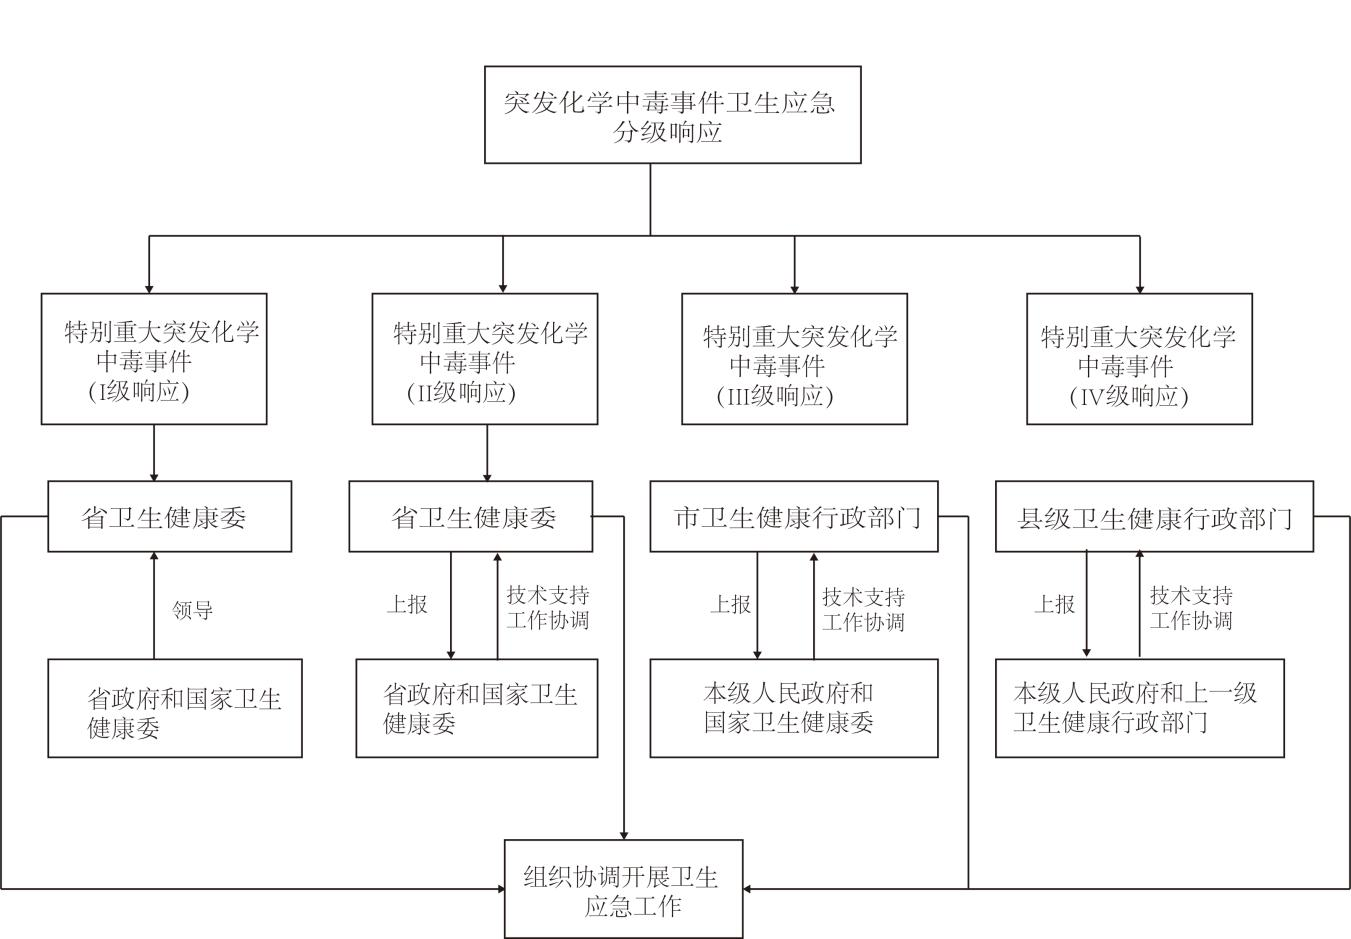 突发化学中毒事件卫生应急
分级响应
特别重大突发化学
中毒事件
(I级响应)
特别重大突发化学
中毒事件
(II级响应)
特别重大突发化学
中毒事件
(III级响应)
特别重大突发化学
中毒事件
(IV级响应)
省卫生健康委
省卫生健康委
市卫生健康行政部门
县级卫生健康行政部门
领导
上报
技术支持
工作协调
上报
技术支持
工作协调
上报
技术支持
工作协调
省政府和国家卫生
健康委
省政府和国家卫生
健康委
本级人民政府和
国家卫生健康委
本级人民政府和上一级
卫生健康行政部门
组织协调开展卫生
应急工作